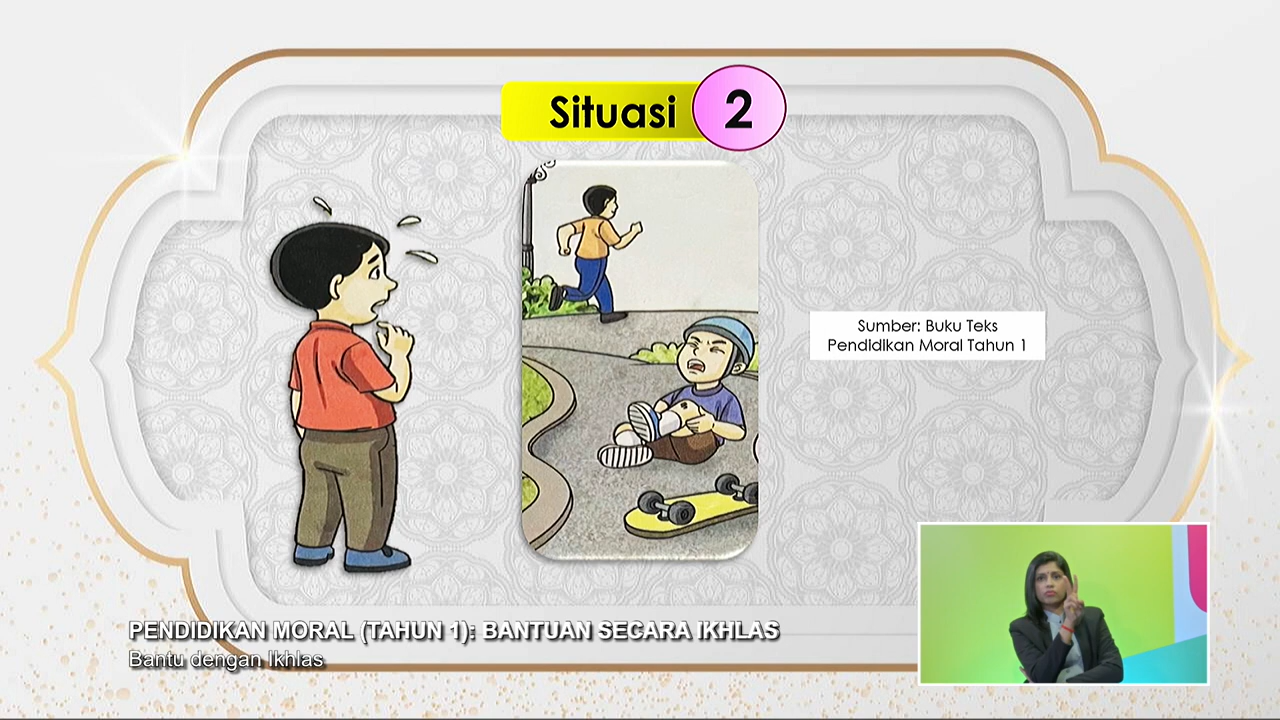 Situasi 2
Sumber: Buku Teks
Pendidikan Moral Tahun 1
PENDIDIKAN MORAL (TAHUN 1): BANTUAN SECARA IKHLAS
Bantu dengan Ikhlas